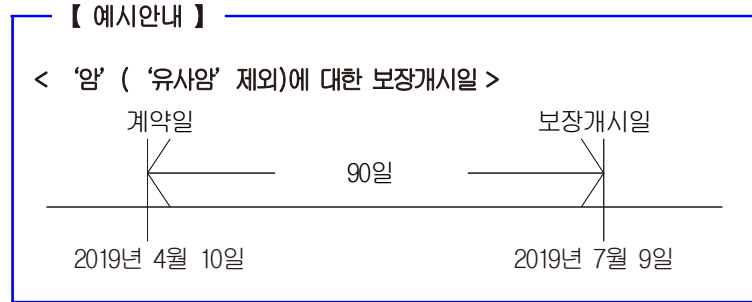 【 예시안내 】
< ‘암’ ( ‘유사암’ 제외)에 대한 보장개시일 >
계약일 보장개시일
90일
2019년 4월 10일 2019년 7월 9일